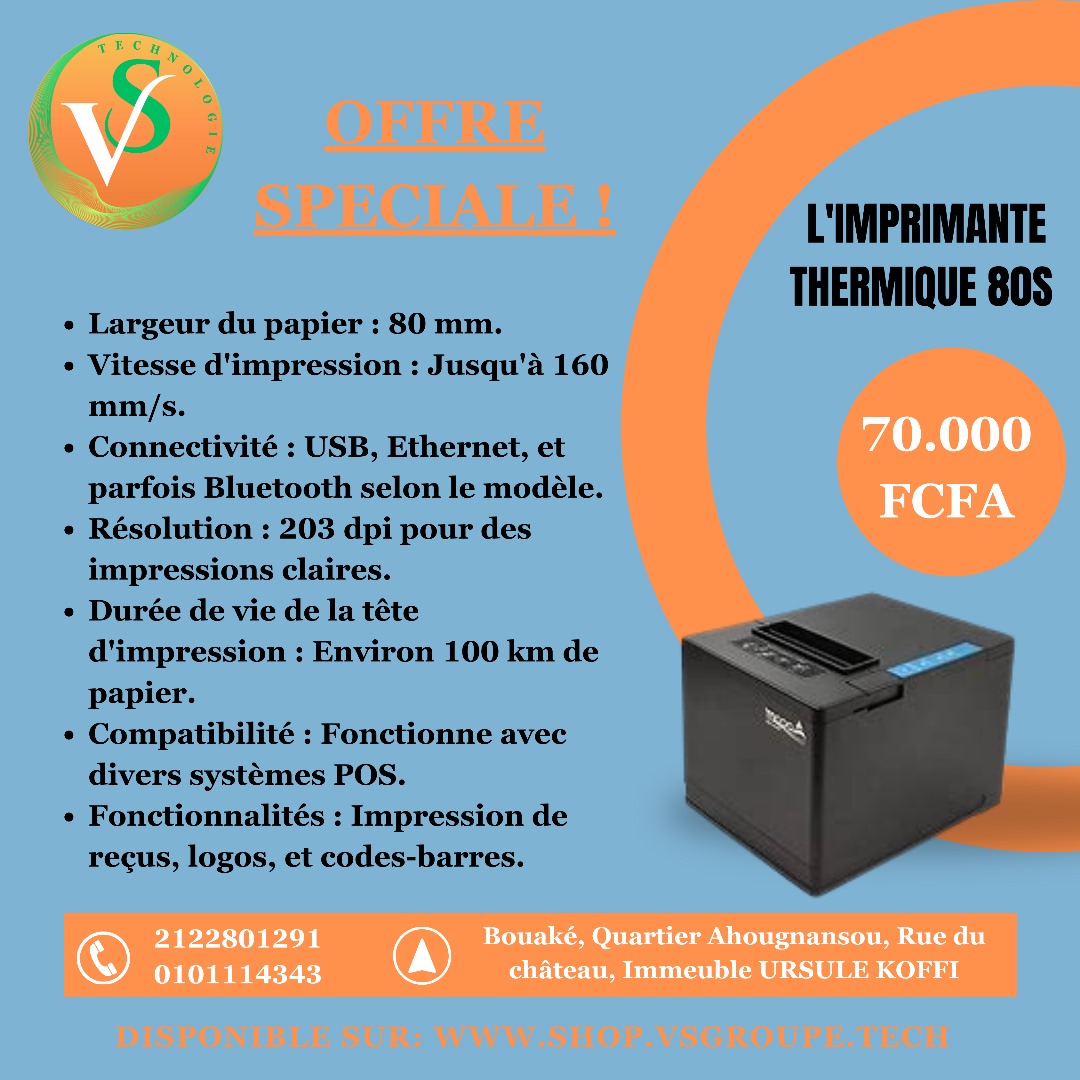 TECHNOLOGIE
VS
OFFRE
SPECIALE !
L'IMPRIMANTE
THERMIQUE 80S
• Largeur du papier : 80 mm.
• Vitesse d'impression : Jusqu'à 160
mm/s.
• Connectivité : USB, Ethernet, et
parfois Bluetooth selon le modèle.
• Résolution : 203 dpi pour des
impressions claires.
• Durée de vie de la tête
d'impression : Environ 100 km de
papier.
• Compatibilité : Fonctionne avec
divers systèmes POS.
• Fonctionnalités : Impression de
reçus, logos, et codes-barres.
70.000
FCFA
2122801291
0101114343
Bouaké, Quartier Ahougnansou, Rue du
château, Immeuble URSULE KOFFI
DISPONIBLE SUR: WWW.SHOP.VSGROUPE.TECH